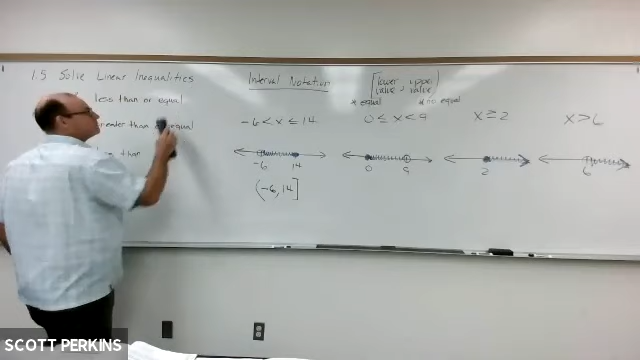 1.5 Solve Linear Inequalities
less than or equal
greater than or equal
than
Interval Notation
[lower value, upper value)
* equal
* no equal
-6 < x ≤ 14
0 ≤ x < 9
x ≥ 2
x > 6
-6 14
0 9
2
6
(-6, 14]
SCOTT PERKINS